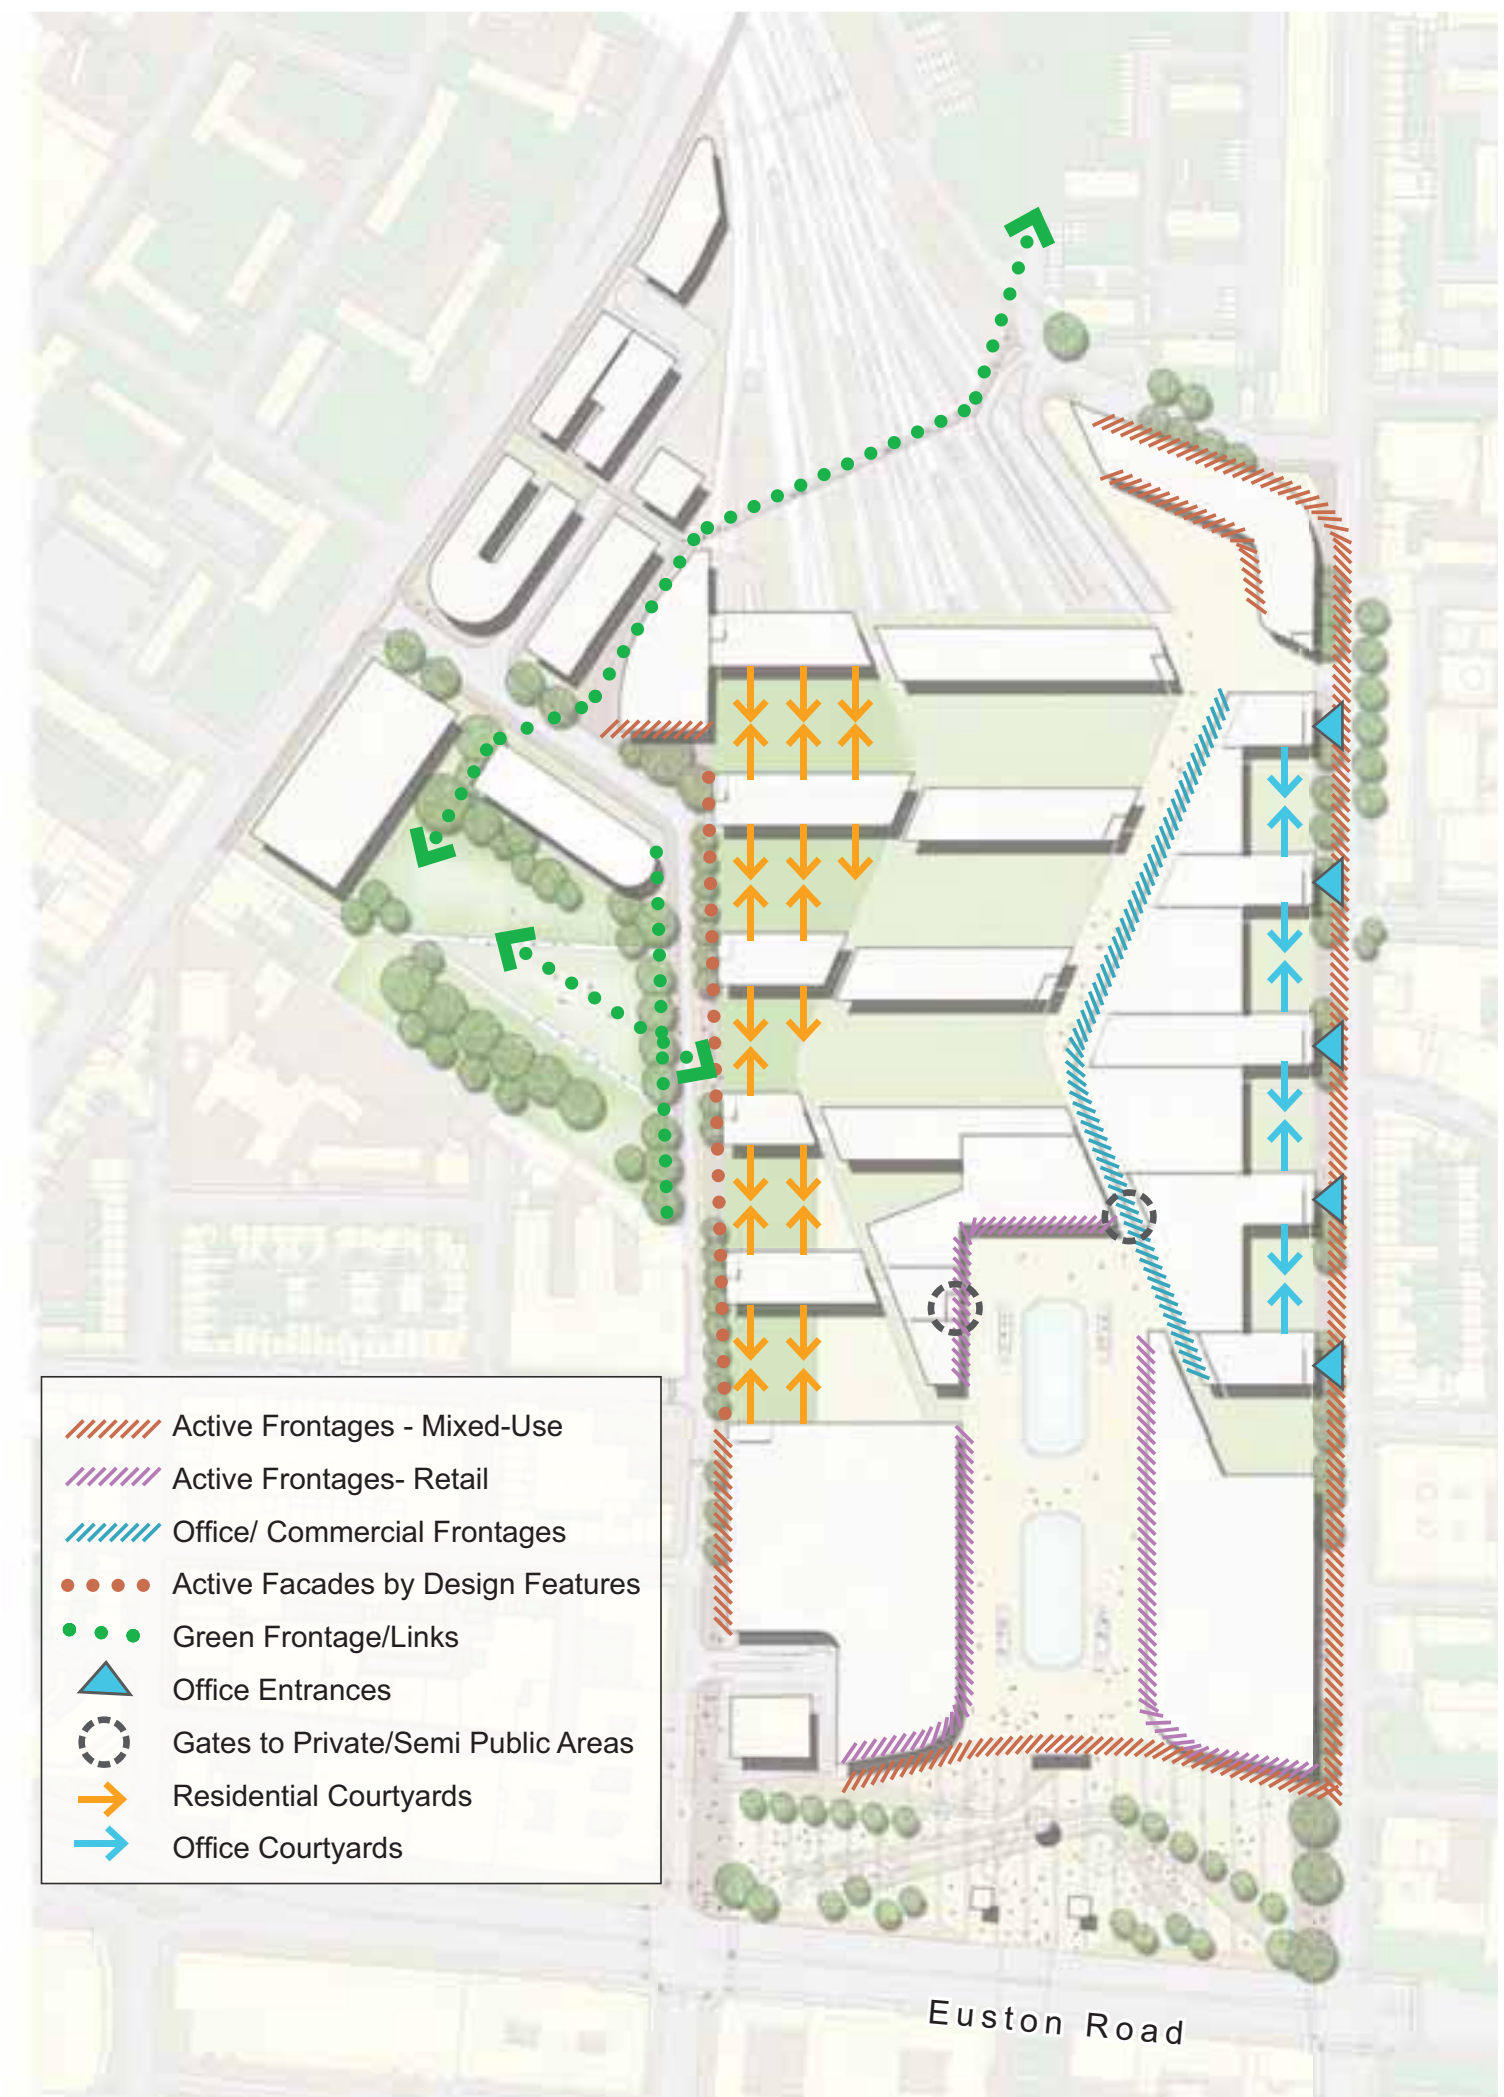 Active Frontages - Mixed-Use
Active Frontages- Retail
Office/ Commercial Frontages
Active Facades by Design Features
Green Frontage/Links
Office Entrances
Gates to Private/Semi Public Areas
Residential Courtyards
Office Courtyards
Euston Road